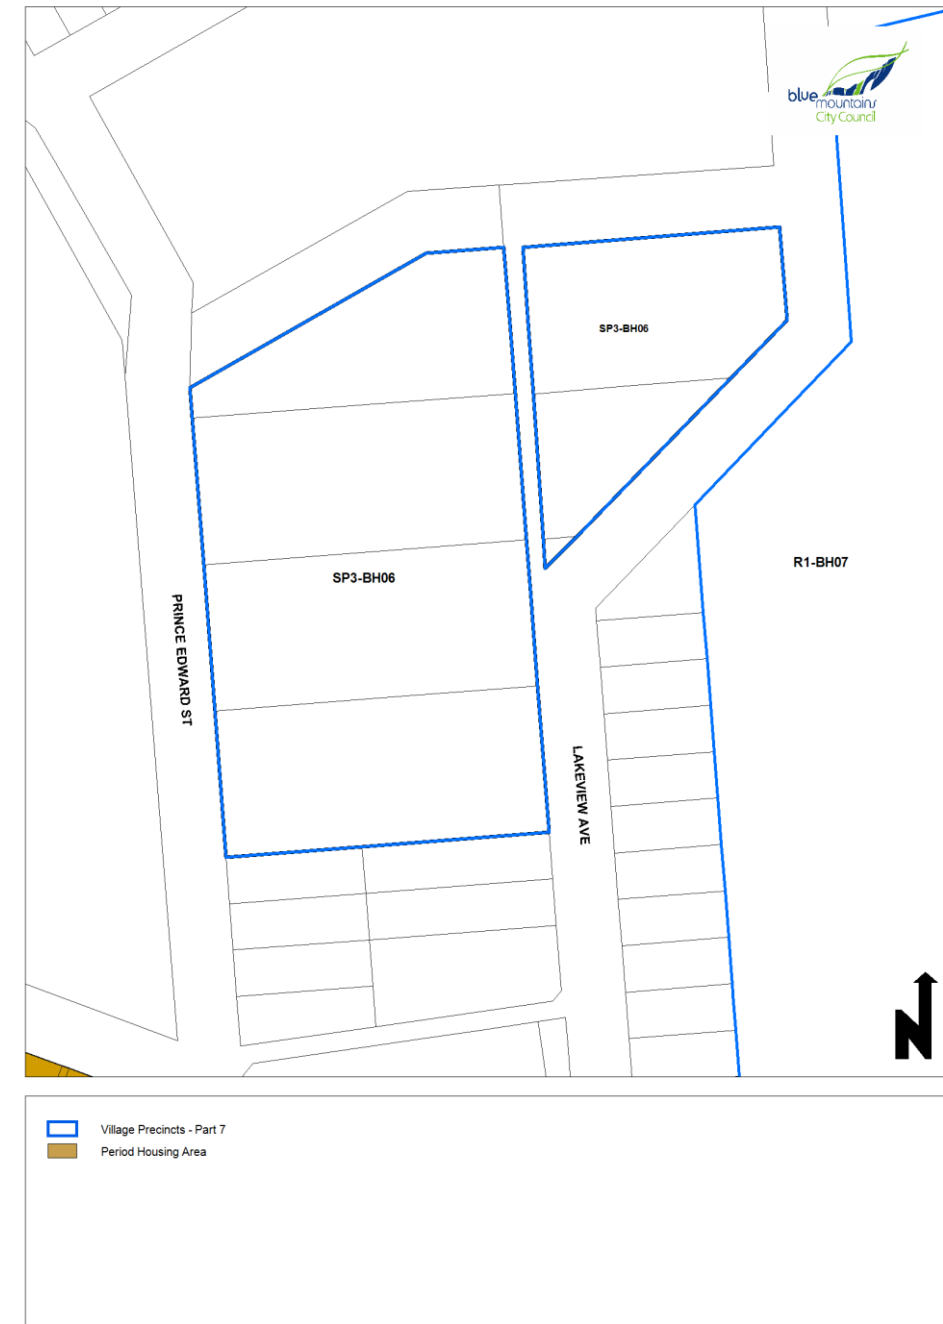 blue
mountains
City Council
SP3-BH06
R1-BH07
SP3-BH06
PRINCE EDWARD ST
LAKEVIEW AVE
N
Village Precincts - Part 7
Period Housing Area